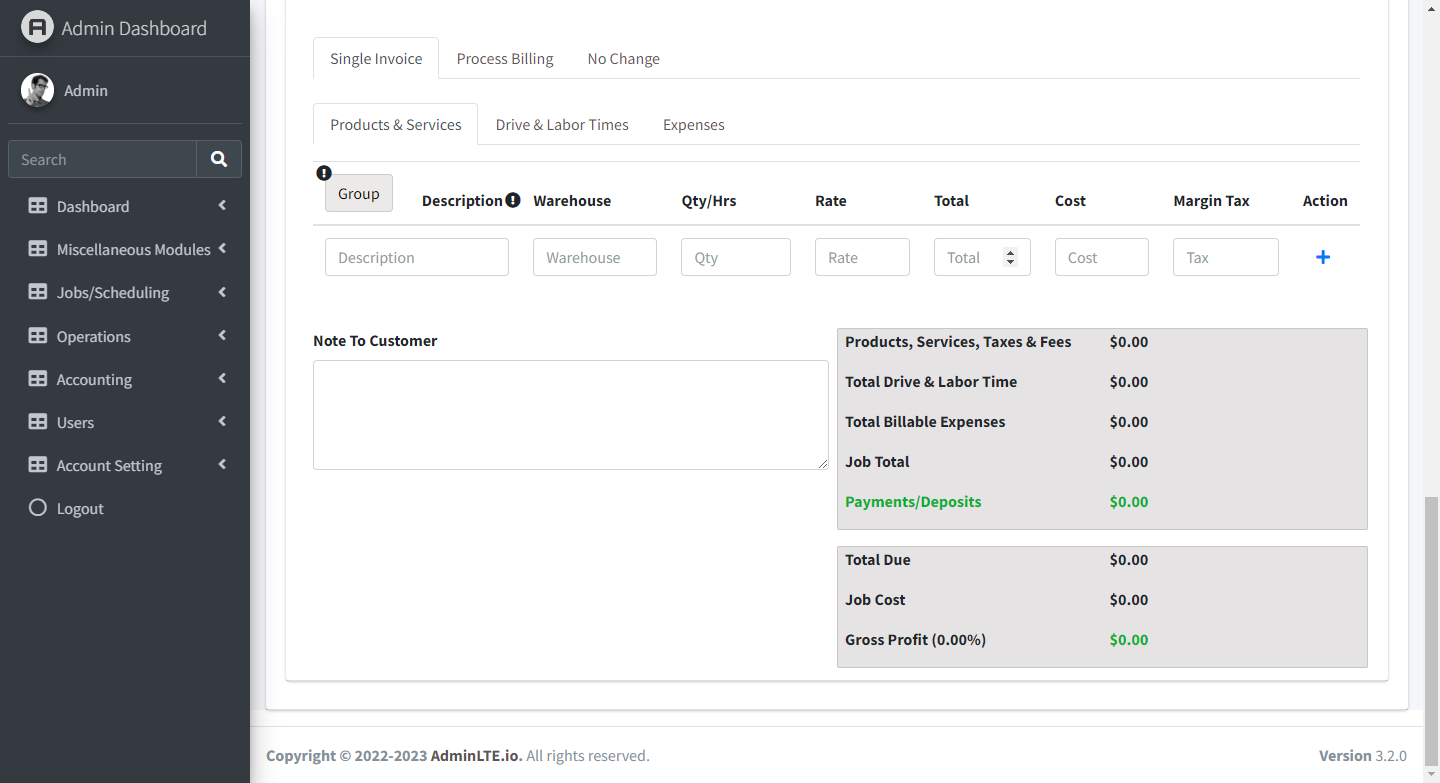 Admin Dashboard
Admin
Search
Dashboard
Miscellaneous Modules
Jobs/Scheduling
Operations
Accounting
Users
Account Setting
Logout
Single Invoice Process Billing No Change
Products & Services Drive & Labor Times Expenses
Group Description Warehouse Qty/Hrs Rate Total Cost Margin Tax Action
Description Warehouse Qty Rate Total Cost Tax
Note To Customer
Products, Services, Taxes & Fees $0.00
Total Drive & Labor Time $0.00
Total Billable Expenses $0.00
Job Total $0.00
Payments/Deposits $0.00
Total Due $0.00
Job Cost $0.00
Gross Profit (0.00%) $0.00
Copyright © 2022-2023 AdminLTE.io. All rights reserved.
Version 3.2.0